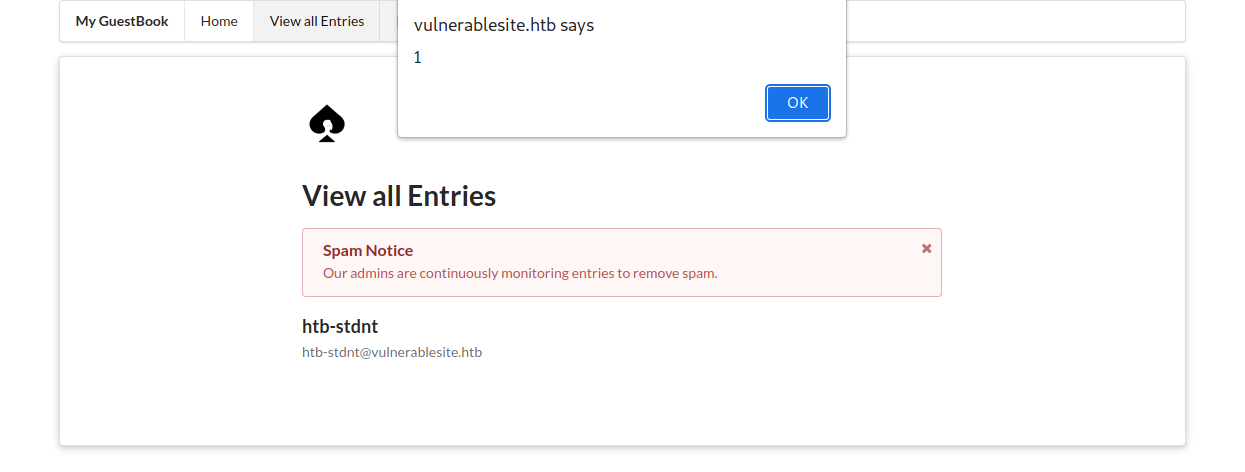 My GuestBook Home View all Entries
vulnerablesite.htb says
1
OK
View all Entries
Spam Notice
Our admins are continuously monitoring entries to remove spam.
htb-stdnt
htb-stdnt@vulnerablesite.htb